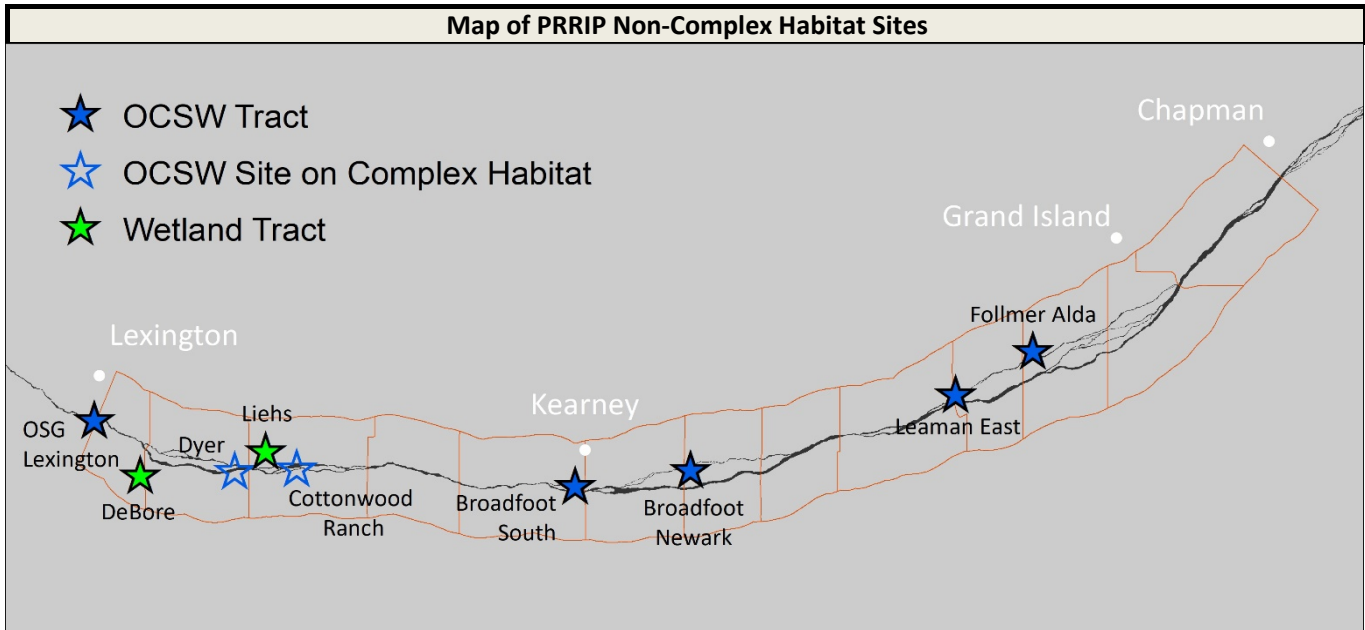 Map of PRRIP Non-Complex Habitat Sites
OCSW Tract
OCSW Site on Complex Habitat
Wetland Tract
Chapman
Grand Island
Follmer Alda
Lexington
Leaman East
Kearney
Liehs
OSG
Lexington
Dyer
DeBore
Cottonwood
Ranch
Broadfoot
South
Broadfoot
Newark